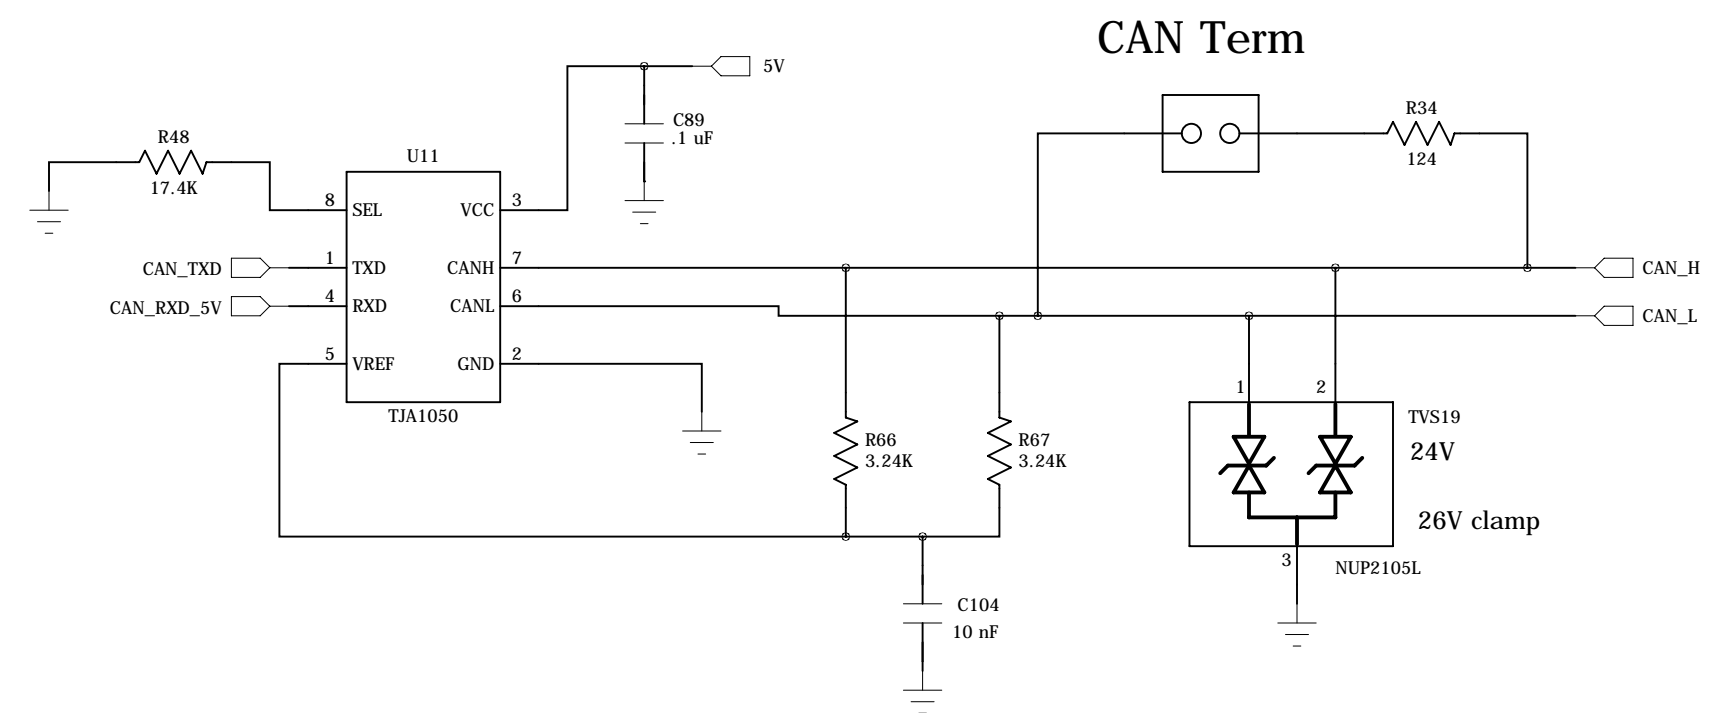 CAN Term
5V
C89
.1 uF
R34
124
R48
17.4K
U11
8
SEL
VCC
3
CAN_TXD
1
TXD
CANH
7
CAN_H
CAN_RXD_5V
4
RXD
CANL
6
CAN_L
5
VREF
GND
2
TJA1050
R66
3.24K
R67
3.24K
1
2
TVS19
24V
26V clamp
3
NUP2105L
C104
10 nF